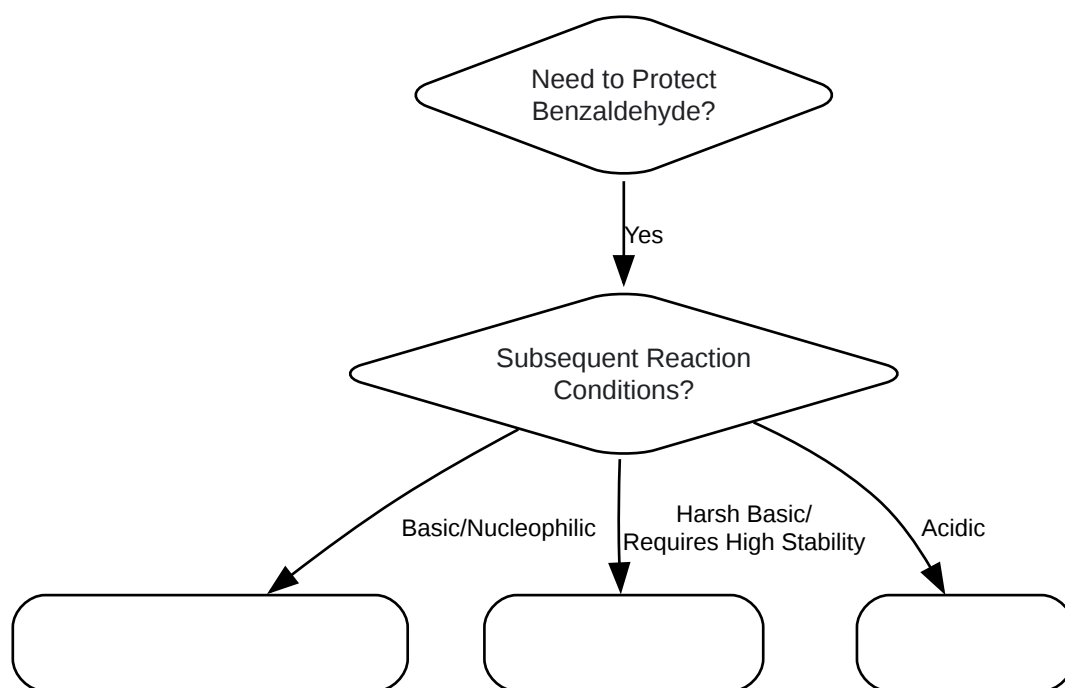 Need to Protect
Benzaldehyde?
Yes
Subsequent Reaction
Conditions?
Basic/Nucleophilic
Harsh Basic/
Requires High Stability
Acidic